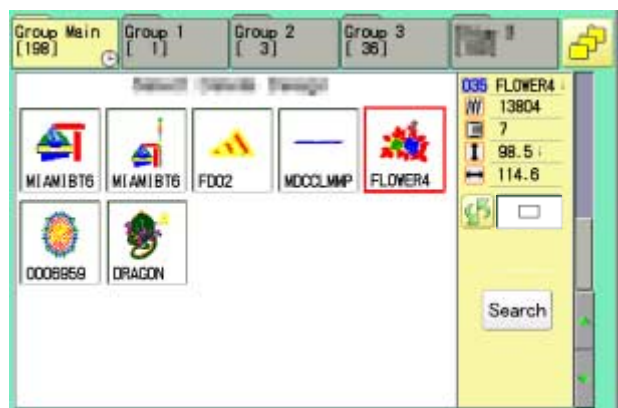 Group Main
[198]
Group 1
[ 1]
Group 2
[ 3]
Group 3
[ 36]
035 FLOWER4
13804
7
98.5
114.6
MIAMIBT6
MIAMIBT6
FD02
MDCCLMMP
FLOWER4
0006959
DRAGON
Search